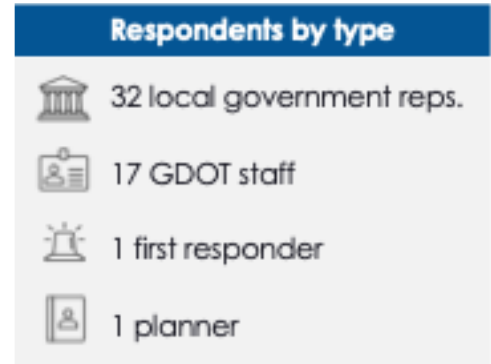 Respondents by type
32 local government reps.
17 GDOT staff
1 first responder
1 planner